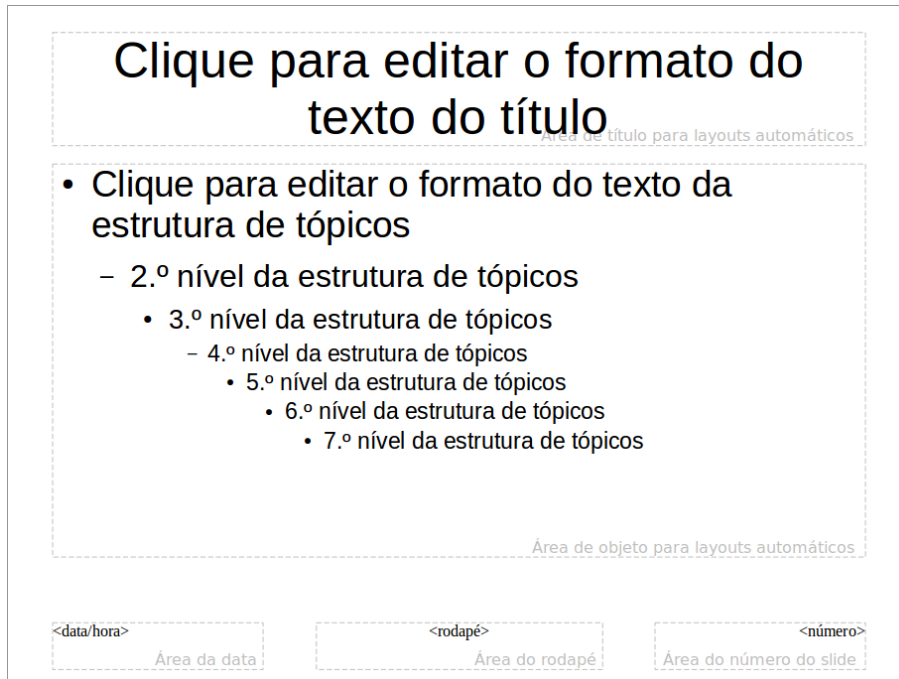 Clique para editar o formato do
texto do título
Área de título para layouts automáticos
• Clique para editar o formato do texto da
estrutura de tópicos
– 2.º nível da estrutura de tópicos
• 3.º nível da estrutura de tópicos
– 4.º nível da estrutura de tópicos
• 5.º nível da estrutura de tópicos
• 6.º nível da estrutura de tópicos
• 7.º nível da estrutura de tópicos
Área de objeto para layouts automáticos
<data/hora>
Área da data
<rodapé>
Área do rodapé
<número>
Área do número do slide